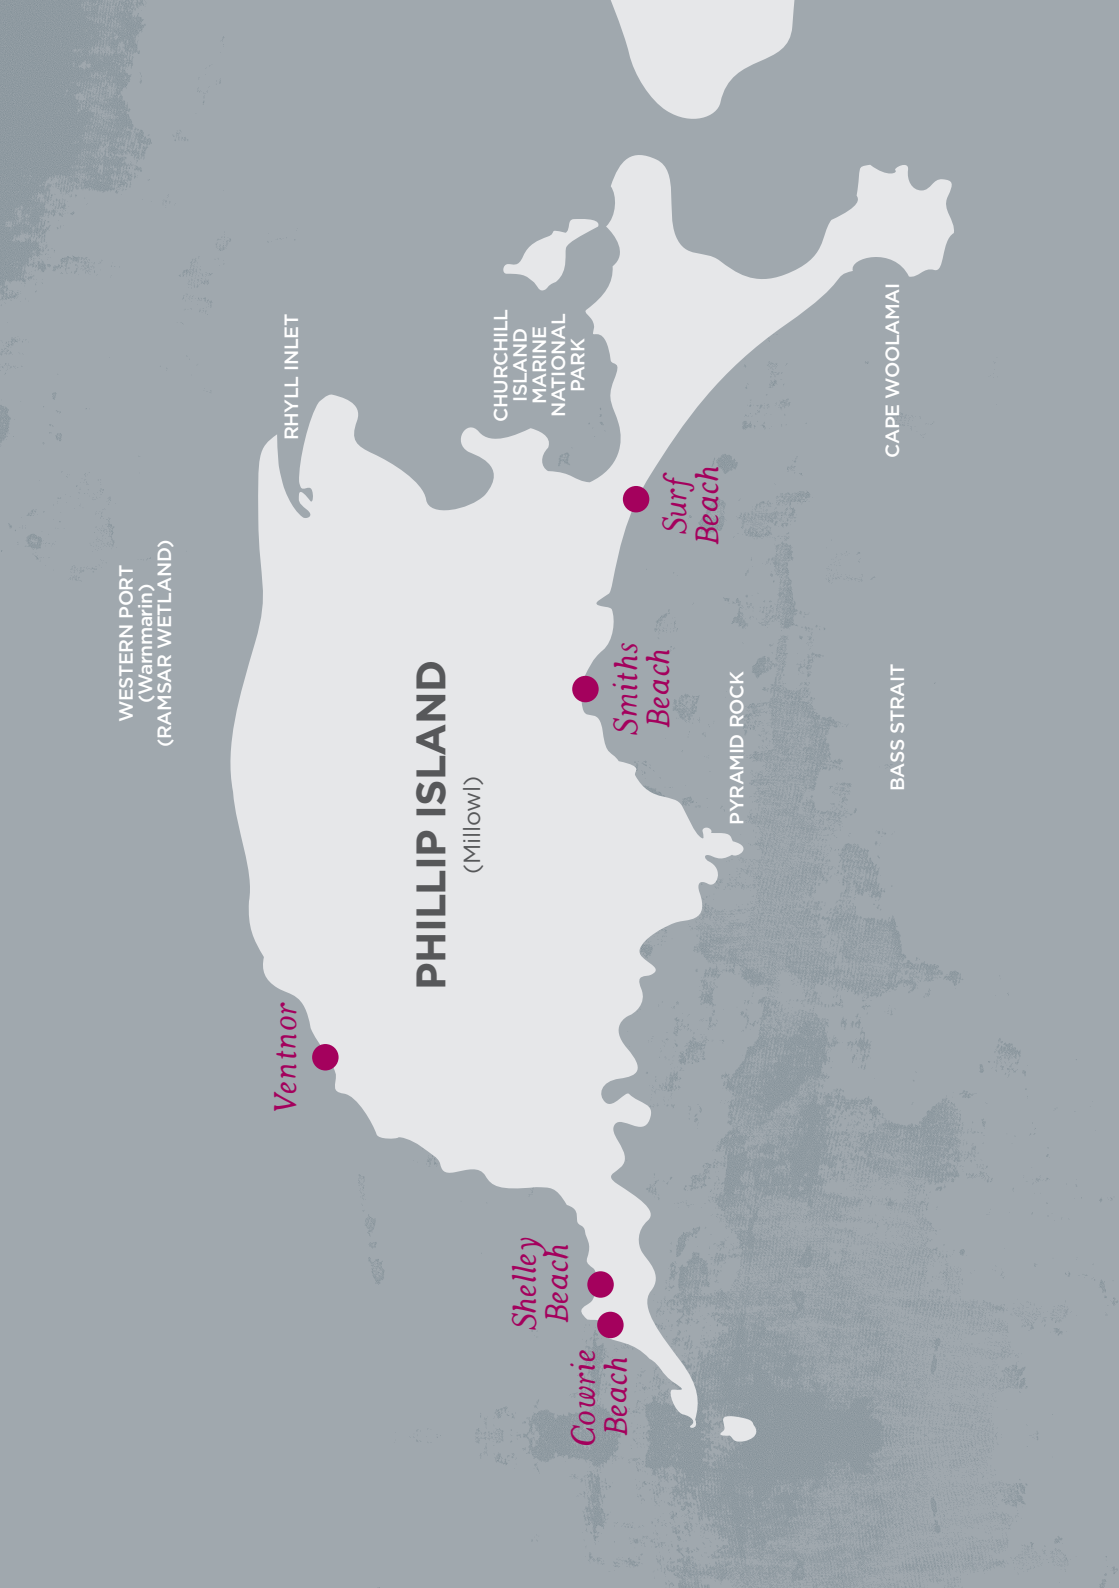 WESTERN PORT
(Warnmarin)
(RAMSAR WETLAND)
RHYLL INLET
Ventnor
PHILLIP ISLAND
(Millowl)
CHURCHILL
ISLAND
MARINE
NATIONAL
PARK
Shelley
Beach
Cowrie
Beach
Smiths
Beach
Surf
Beach
PYRAMID ROCK
CAPE WOOLAMAI
BASS STRAIT